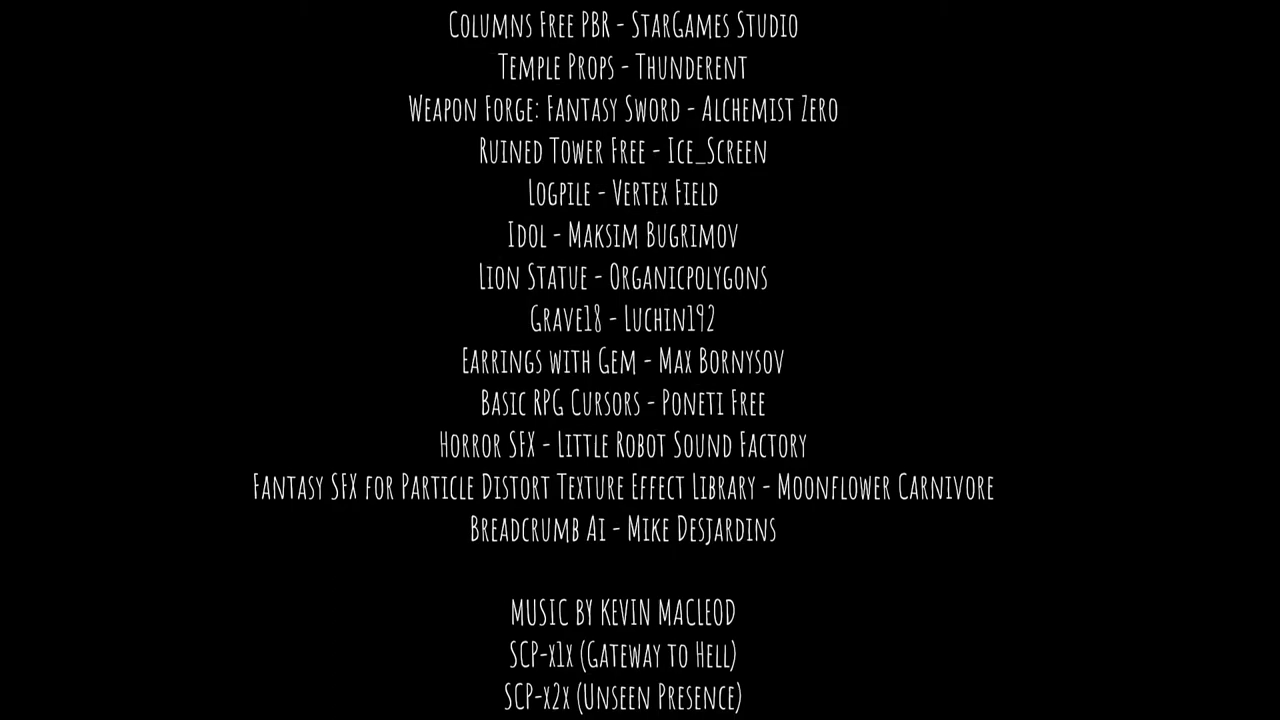 Columns Free PBR - StarGames Studio
Temple Props - Thunderent
Weapon Forge: Fantasy Sword - Alchemist Zero
Ruined Tower Free - Ice_Screen
Logpile - Vertex Field
Idol - Maksim Bugrimov
Lion Statue - Organicpolygons
Grave18 - Luchin192
Earrings with Gem - Max Bornysov
Basic RPG Cursors - Poneti Free
Horror SFX - Little Robot Sound Factory
Fantasy SFX for Particle Distort Texture Effect Library - Moonflower Carnivore
Breadcrumb Ai - Mike Desjardins
MUSIC BY KEVIN MACLEOD
SCP-x1x (Gateway to Hell)
SCP-x2x (Unseen Presence)